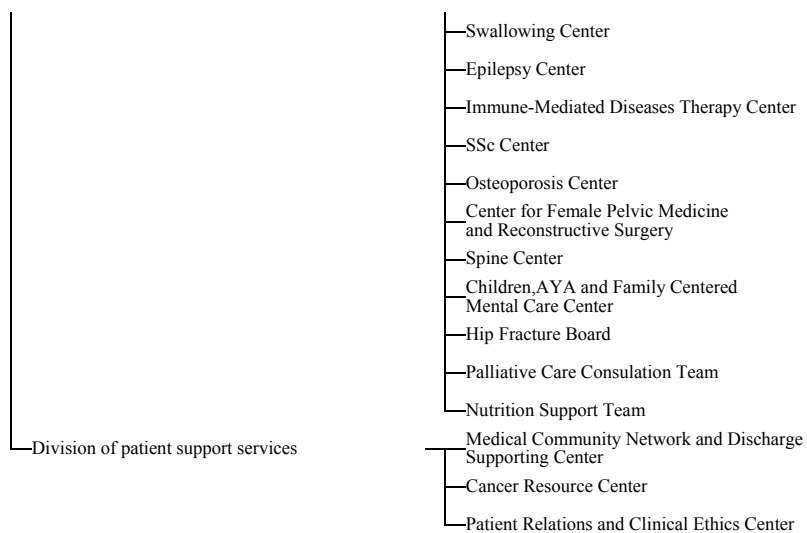 Swallowing Center
Epilepsy Center
Immune-Mediated Diseases Therapy Center
SSc Center
Osteoporosis Center
Center for Female Pelvic Medicine
and Reconstructive Surgery
Spine Center
Children,AYA and Family Centered
Mental Care Center
Hip Fracture Board
Palliative Care Consulation Team
Nutrition Support Team
Division of patient support services
Medical Community Network and Discharge
Supporting Center
Cancer Resource Center
Patient Relations and Clinical Ethics Center